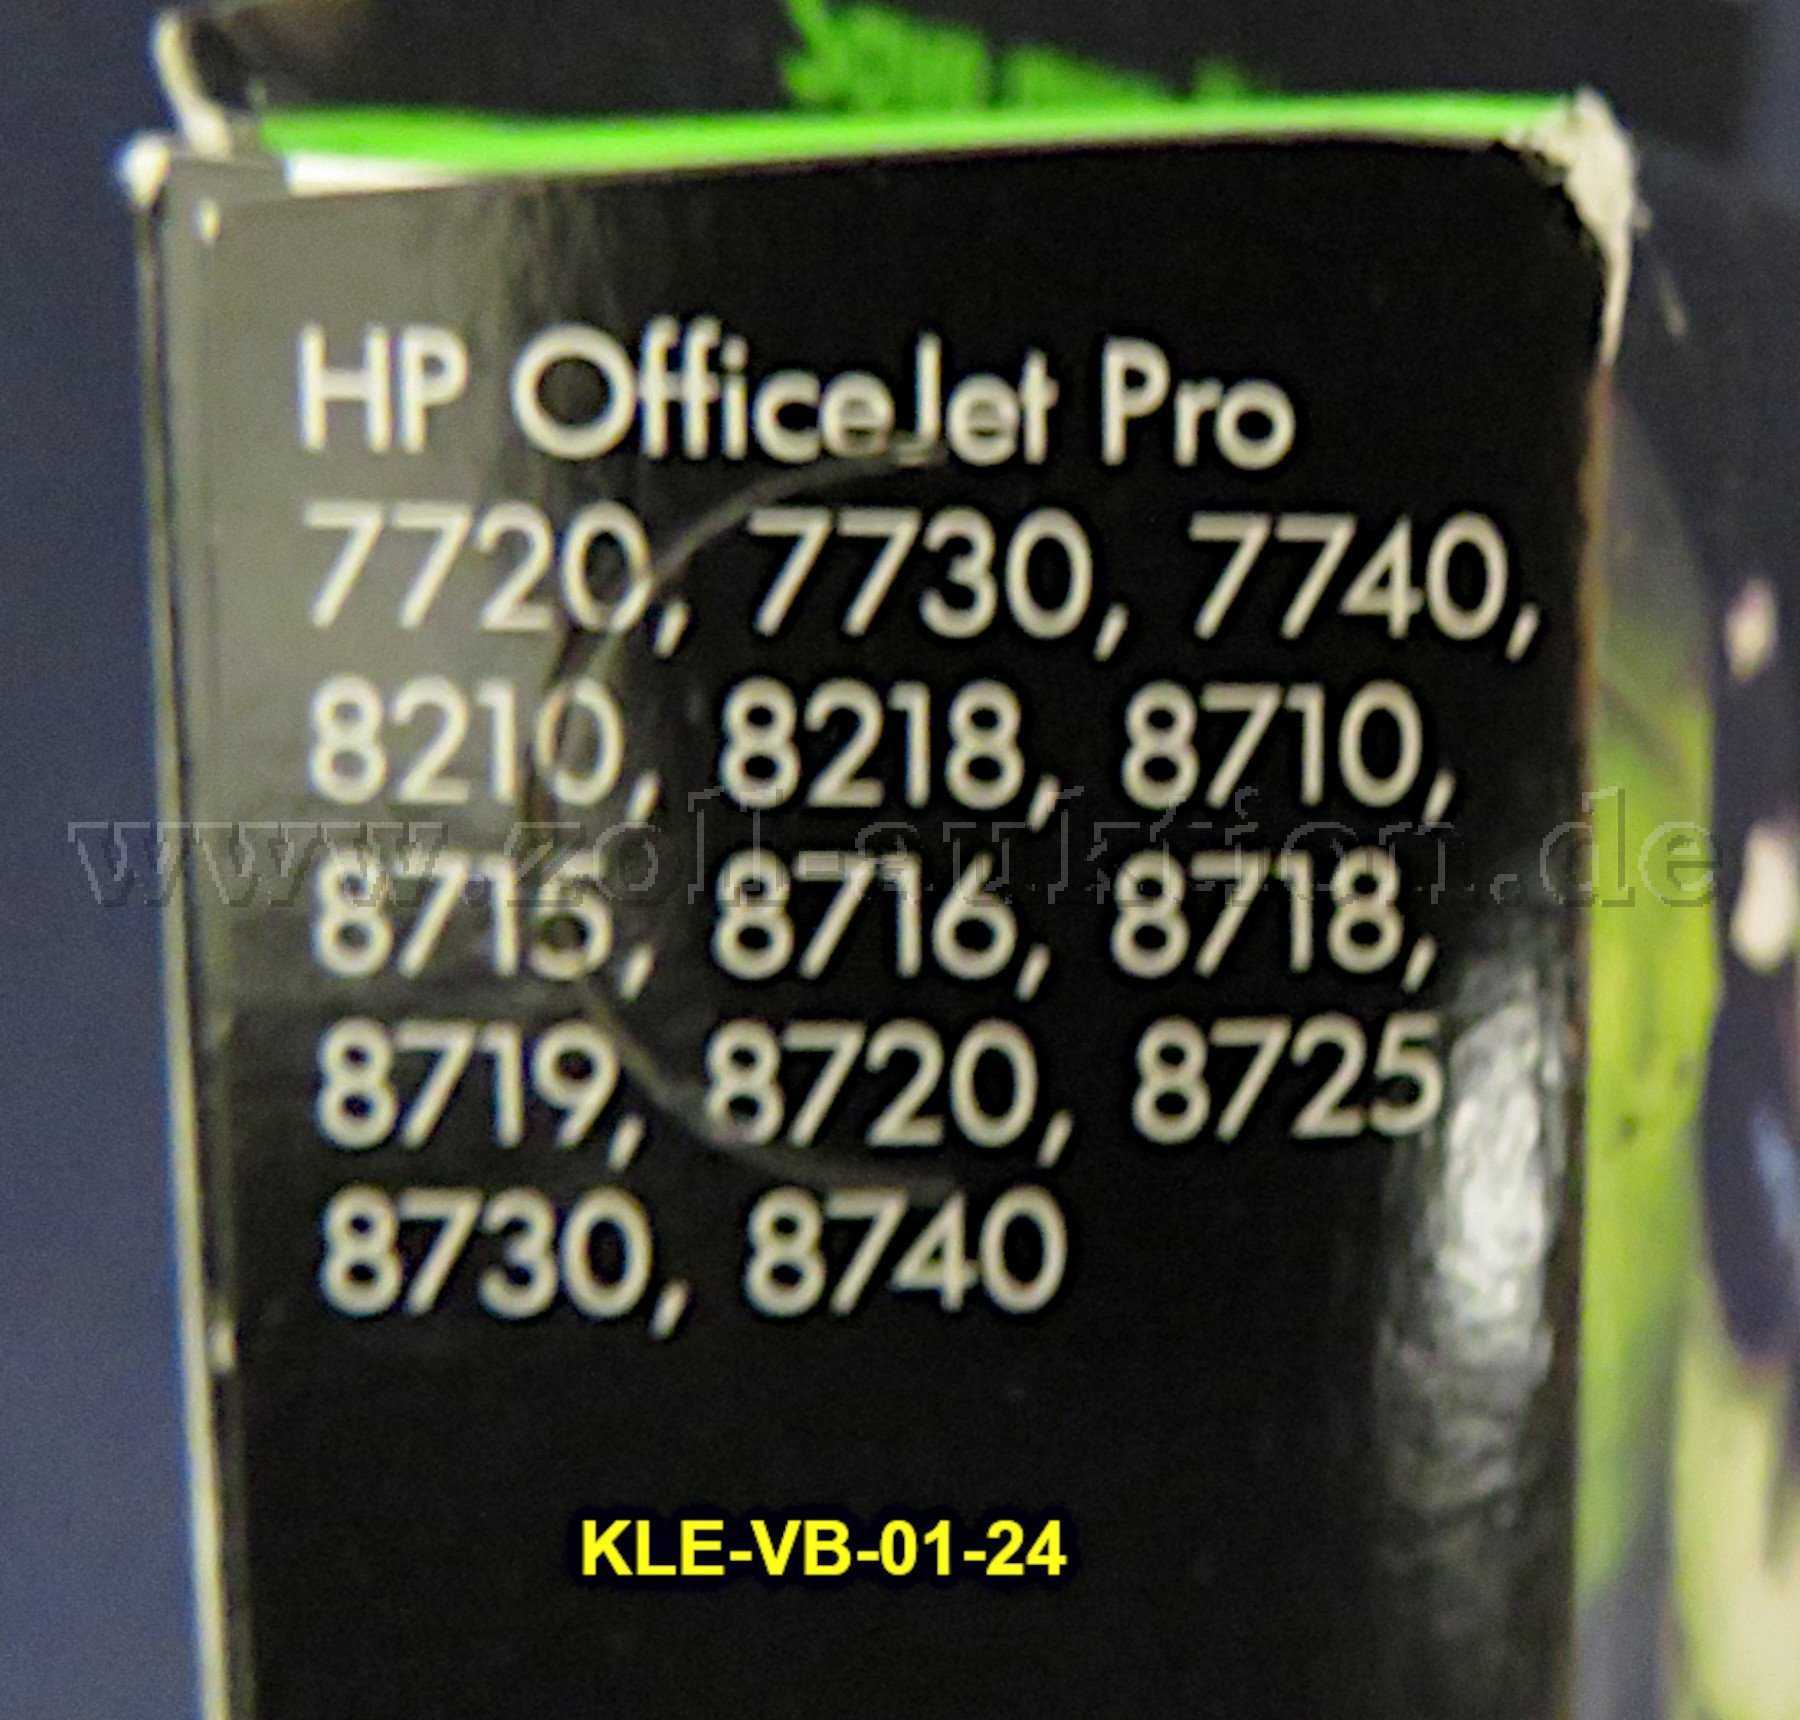 HP OfficeJet Pro
7720, 7730, 7740,
8210, 8218, 8710,
www.zoll-auktion.de
8715, 8716, 8718,
8719, 8720, 8725
8730, 8740
KLE-VB-01-24